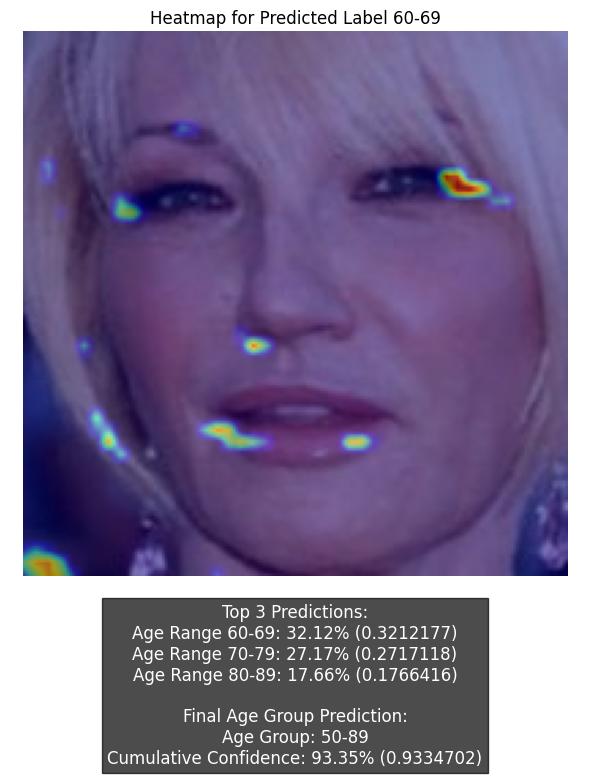 Heatmap for Predicted Label 60-69
Top 3 Predictions:
Age Range 60-69: 32.12% (0.3212177)
Age Range 70-79: 27.17% (0.2717118)
Age Range 80-89: 17.66% (0.1766416)
Final Age Group Prediction:
Age Group: 50-89
Cumulative Confidence: 93.35% (0.9334702)